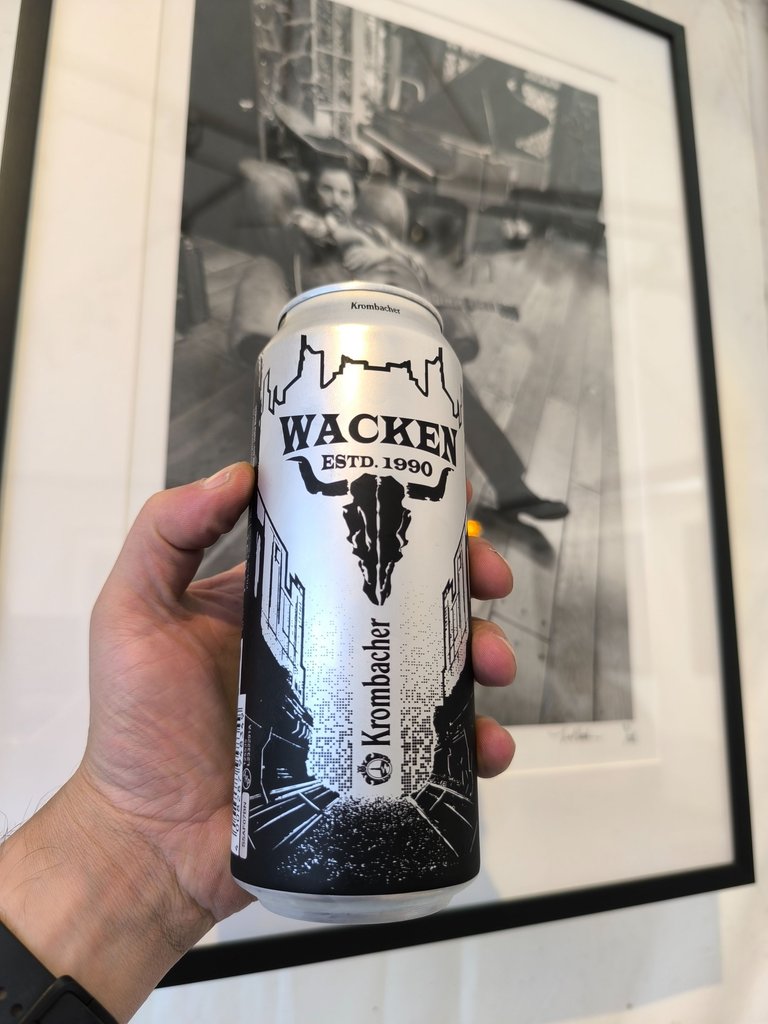 Krombacher
WACKEN
ESTD. 1990
Krombacher